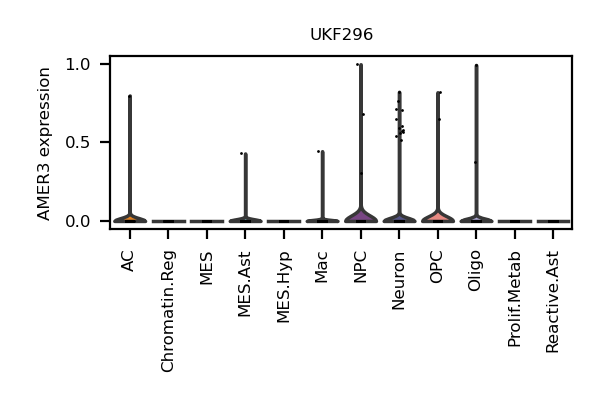 UKF296
AMER3 expression
1.0
0.5
0.0
AC
Chromatin.Reg
MES
MES.Ast
MES.Hyp
Mac
NPC
Neuron
OPC
Oligo
Prolif.Metab
Reactive.Ast